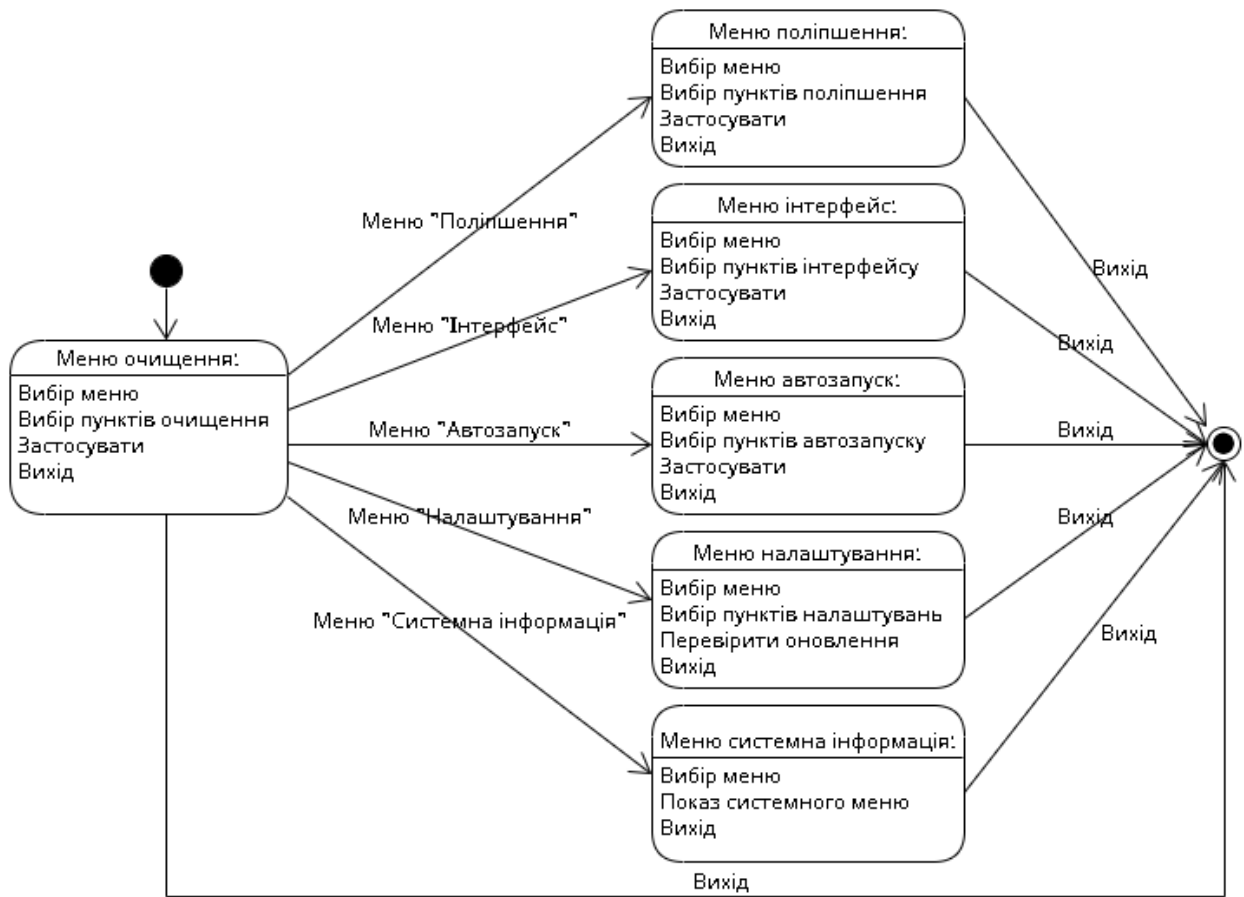 Меню поліпшення:
Вибір меню
Вибір пунктів поліпшення
Застосувати
Вихід
Меню "Поліпшення"
Меню інтерфейс:
Вибір меню
Вибір пунктів інтерфейсу
Застосувати
Вихід
Вихід
Меню "Інтерфейс"
Вихід
Меню очищення:
Вибір меню
Вибір пунктів очищення
Застосувати
Вихід
Меню автозапуск:
Вибір меню
Вибір пунктів автозапуску
Застосувати
Вихід
Меню "Автозапуск"
Вихід
Меню "Налаштування"
Вихід
Меню налаштування:
Вибір меню
Вибір пунктів налаштувань
Перевірити оновлення
Вихід
Меню "Системна інформація"
Вихід
Меню системна інформація:
Вибір меню
Показ системного меню
Вихід
Вихід